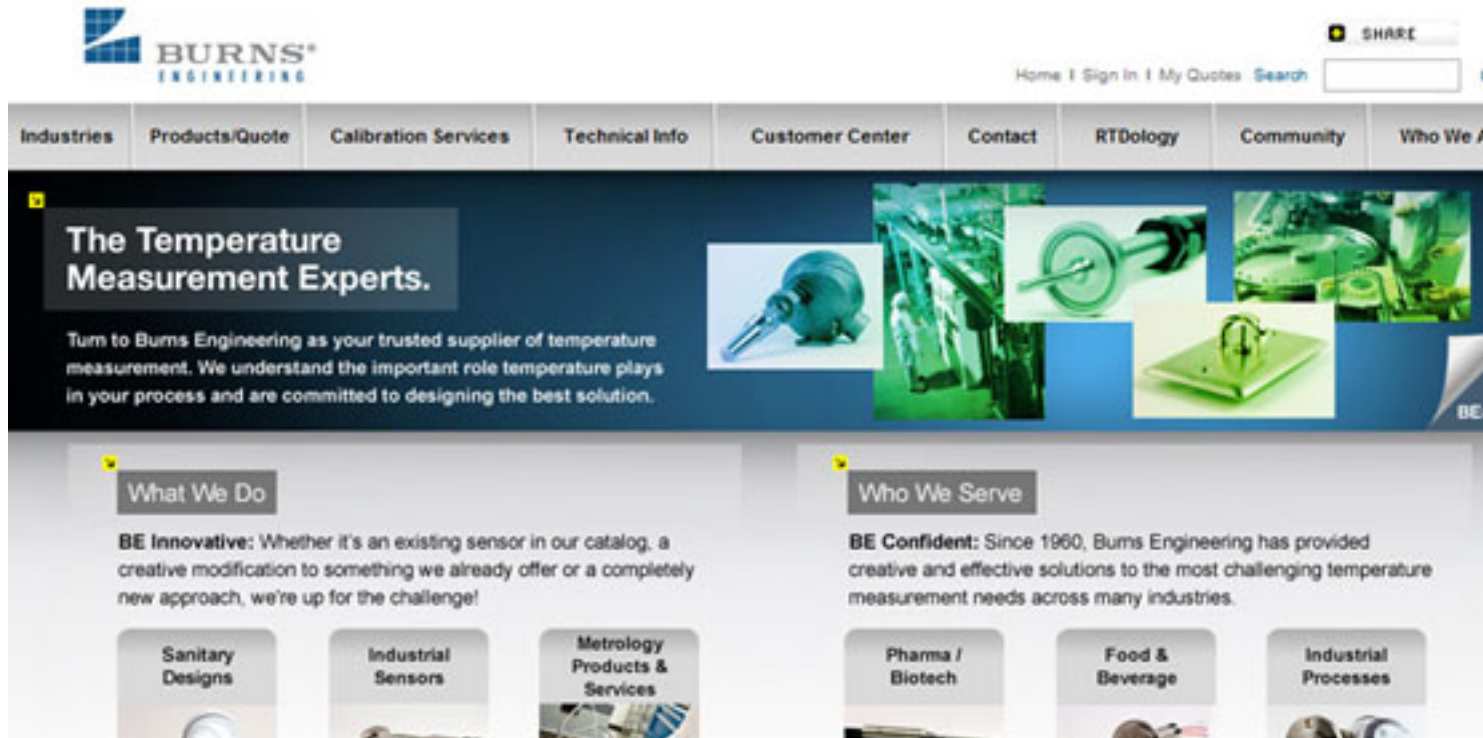 BURNS®
ENGINEERING
SHARE
Home | Sign In | My Quotes Search
Industries Products/Quote Calibration Services Technical Info Customer Center Contact RTDology Community Who We A
The Temperature
Measurement Experts.
Turn to Burns Engineering as your trusted supplier of temperature
measurement. We understand the important role temperature plays
in your process and are committed to designing the best solution.
BE
What We Do
BE Innovative: Whether it's an existing sensor in our catalog, a
creative modification to something we already offer or a completely
new approach, we're up for the challenge!
Sanitary
Designs
Industrial
Sensors
Metrology
Products &
Services
Who We Serve
BE Confident: Since 1960, Burns Engineering has provided
creative and effective solutions to the most challenging temperature
measurement needs across many industries.
Pharma /
Biotech
Food &
Beverage
Industrial
Processes